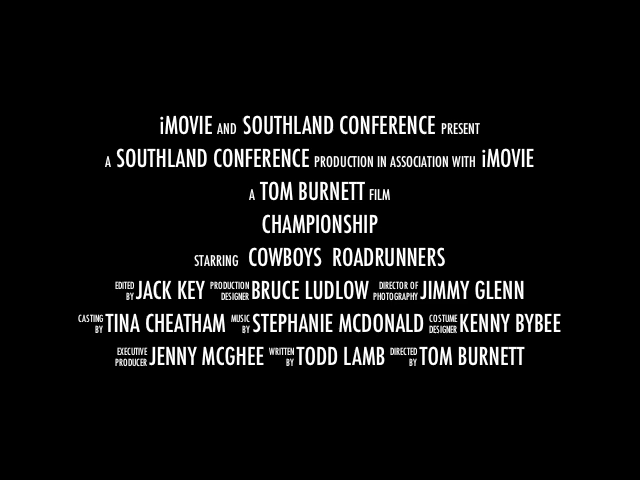 iMOVIE AND SOUTHLAND CONFERENCE PRESENT
A SOUTHLAND CONFERENCE PRODUCTION IN ASSOCIATION WITH iMOVIE
A TOM BURNETT FILM
CHAMPIONSHIP
STARRING COWBOYS ROADRUNNERS
EDITED BY JACK KEY PRODUCTION DESIGNER BRUCE LUDLOW DIRECTOR OF PHOTOGRAPHY JIMMY GLENN
CASTING BY TINA CHEATHAM MUSIC BY STEPHANIE MCDONALD COSTUME DESIGNER KENNY BYBEE
EXECUTIVE PRODUCER JENNY MCGHEE WRITTEN BY TODD LAMB DIRECTED BY TOM BURNETT